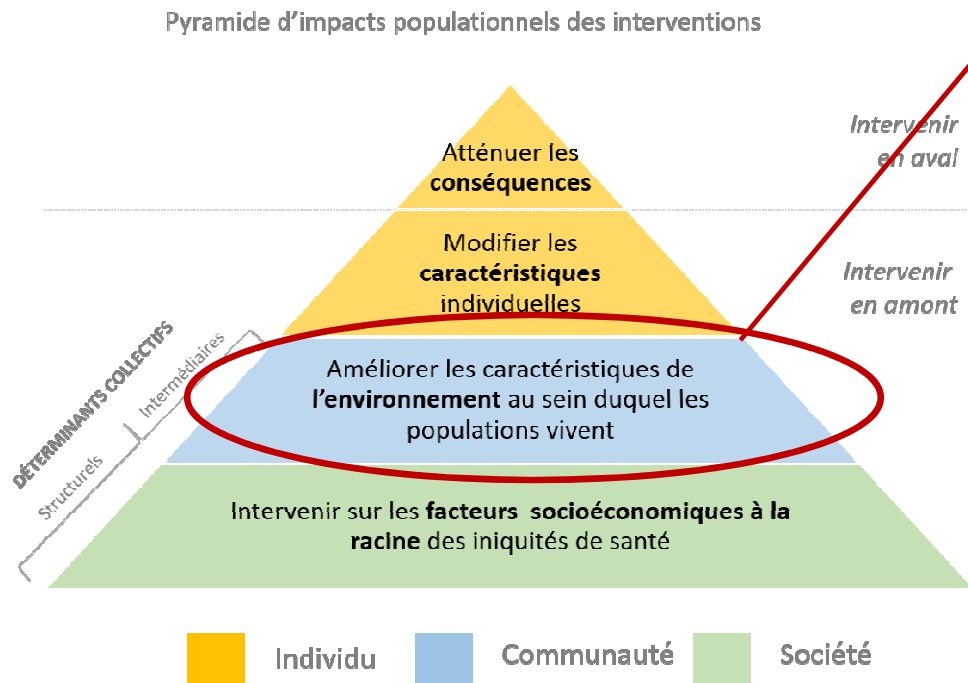 Pyramide d'impacts populationnels des interventions
Intervenir
en aval
Atténuer les
conséquences
Modifier les
caractéristiques
individuelles
Intervenir
en amont
DÉTERMINANTS COLLECTIFS
Intermédiaires
Structurels
Améliorer les caractéristiques de
l'environnement au sein duquel les
populations vivent
Intervenir sur les facteurs socioéconomiques à la
racine des iniquités de santé
Individu
Communauté
Société